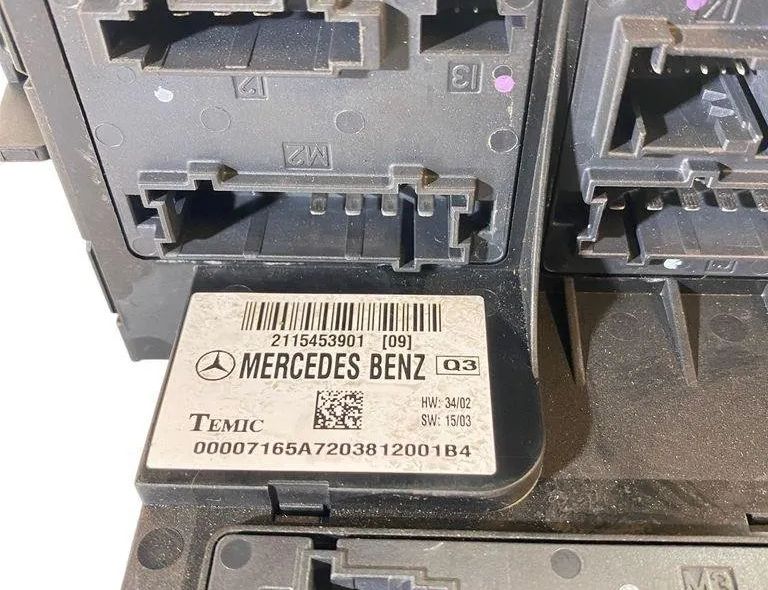 I2
I3
M2
2115453901 [09]
MERCEDES BENZ Q3
HW: 34/02
SW: 15/03
TEMIC
00007165A7203812001B4
M3